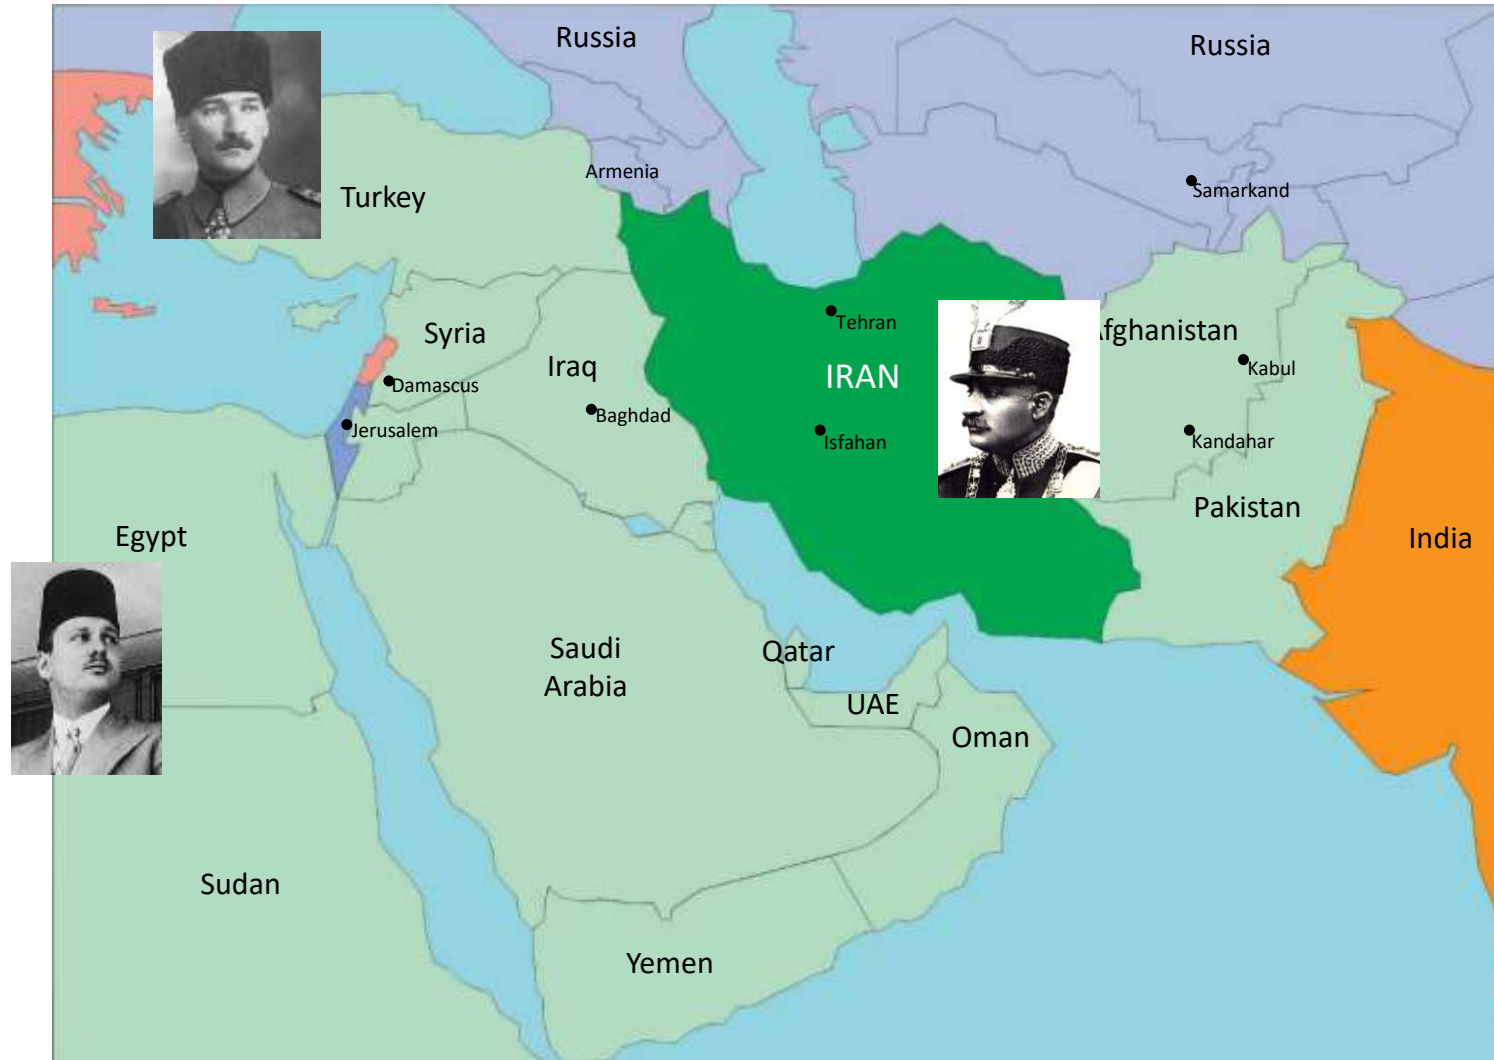 Russia
Russia
Armenia
Turkey
Samarkand
Syria
Tehran
Afghanistan
Iraq
IRAN
Kabul
Damascus
Baghdad
Jerusalem
Isfahan
Kandahar
Pakistan
Egypt
India
Saudi
Arabia
Qatar
UAE
Oman
Sudan
Yemen